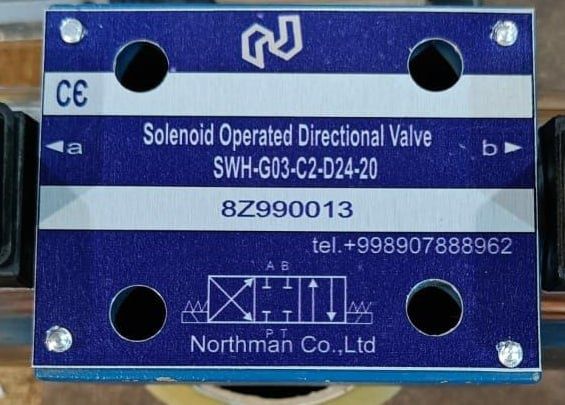 CE
◄a
Solenoid Operated Directional Valve
b►
SWH-G03-C2-D24-20
8Z990013
tel.+998907888962
A B
P T
Northman Co.,Ltd